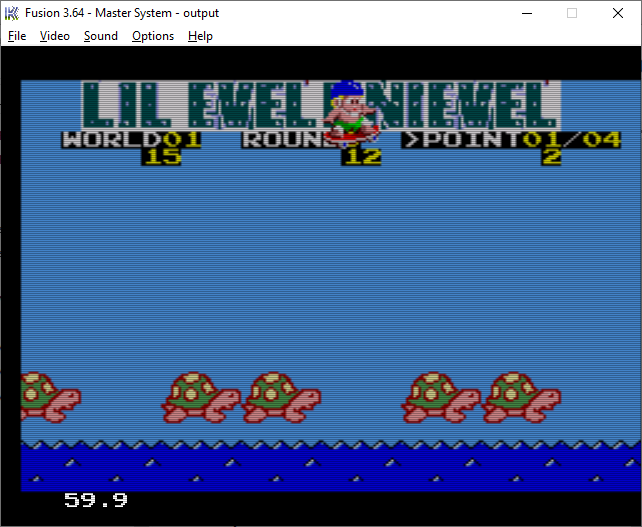 Fusion 3.64 - Master System - output
File Video Sound Options Help
LIL EVEL KNIEVEL
WORLD01 ROUND >POINT01/04
15 12 2
59.9